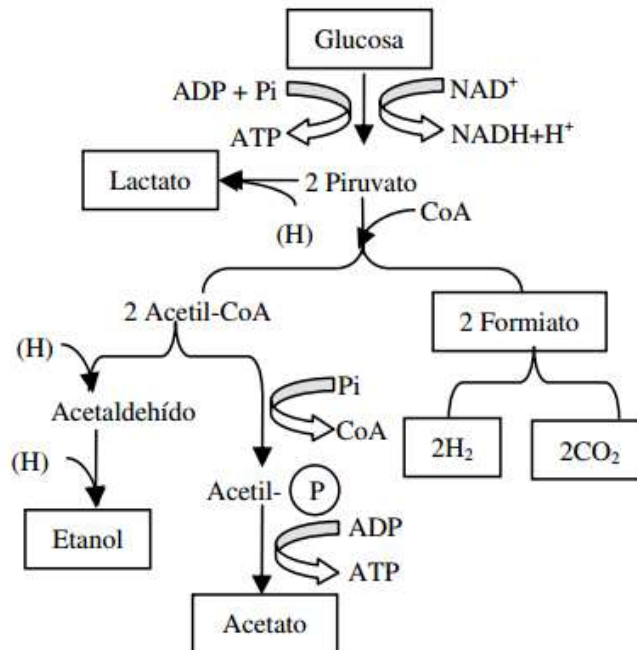 Glucosa
ADP + Pi
NAD⁺
ATP
NADH+H⁺
Lactato
2 Piruvato
(H)
CoA
2 Acetil-CoA
2 Formiato
(H)
Pi
Acetaldehído
CoA
2H₂
2CO₂
(H)
Acetil- P
Etanol
ADP
ATP
Acetato